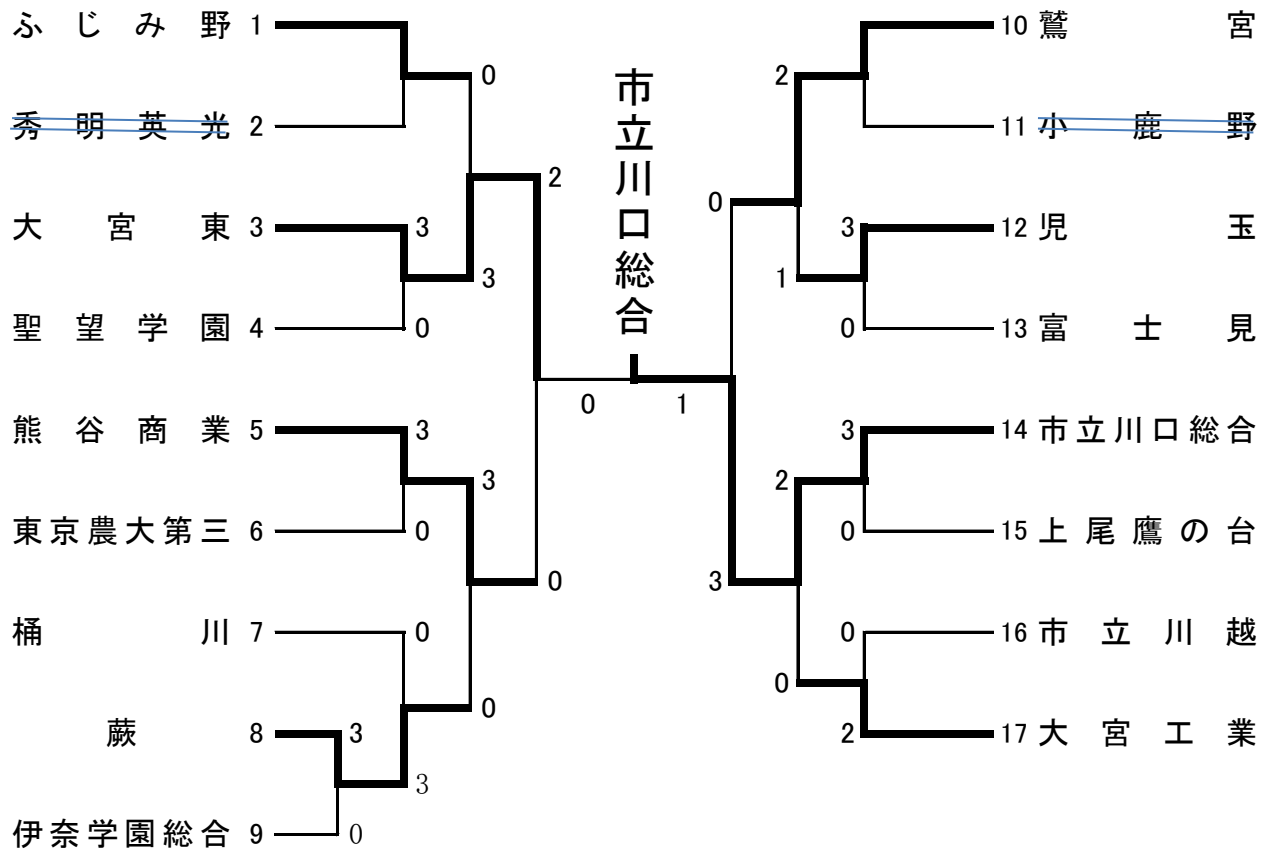 ふじみ野 1
0
秀明英光 2
2
大宮東 3
3
3
聖望学園 4
0
熊谷商業 5
3
3
東京農大第三 6
0
0
桶川 7
0
0
蕨 8
3
3
伊奈学園総合 9
0
市立川口総合
0 1
10 鷲宮
2
11 小鹿野
0
3
12 児玉
1
0
13 富士見
3
14 市立川口総合
2
0
15 上尾鷹の台
3
0
16 市立川越
0
2
17 大宮工業